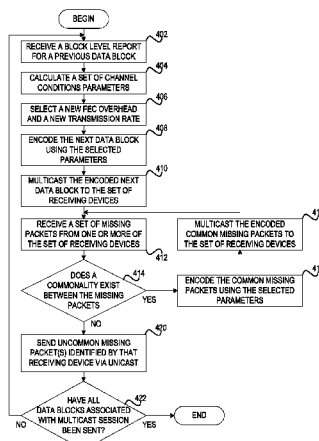 BEGIN
402
RECEIVE A BLOCK LEVEL REPORT
FOR A PREVIOUS DATA BLOCK
404
CALCULATE A SET OF CHANNEL
CONDITIONS PARAMETERS
406
SELECT A NEW FEC OVERHEAD
AND A NEW TRANSMISSION RATE
408
ENCODE THE NEXT DATA BLOCK
USING THE SELECTED
PARAMETERS
410
MULTICAST THE ENCODED NEXT
DATA BLOCK TO THE SET OF
RECEIVING DEVICES
RECEIVE A SET OF MISSING
PACKETS FROM ONE OR MORE OF
THE SET OF RECEIVING DEVICES
412
41
MULTICAST THE ENCODED
COMMON MISSING PACKETS TO
THE SET OF RECEIVING DEVICES
414
DOES A
COMMONALITY EXIST
BETWEEN THE MISSING
PACKETS
YES
41
ENCODE THE COMMON MISSING
PACKETS USING THE SELECTED
PARAMETERS
NO
420
SEND UNCOMMON MISSING
PACKET(S) IDENTIFIED BY THAT
RECEIVING DEVICE VIA UNICAST
422
HAVE ALL
DATA BLOCKS ASSOCIATED
WITH MULTICAST SESSION
BEEN SENT?
NO
YES
END